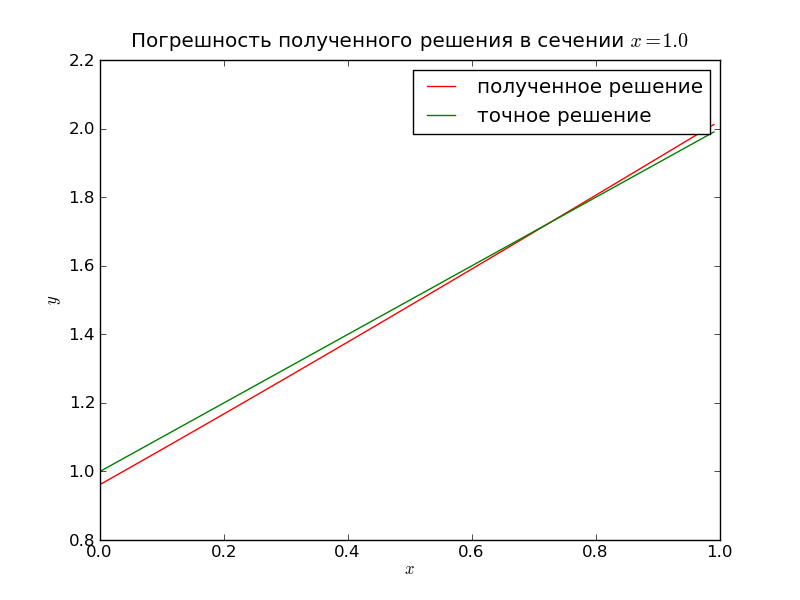 Погрешность полученного решения в сечении x=1.0
2.2
2.0
1.8
1.6
1.4
1.2
1.0
0.8
полученное решение
точное решение
y
0.0 0.2 0.4 0.6 0.8 1.0
x